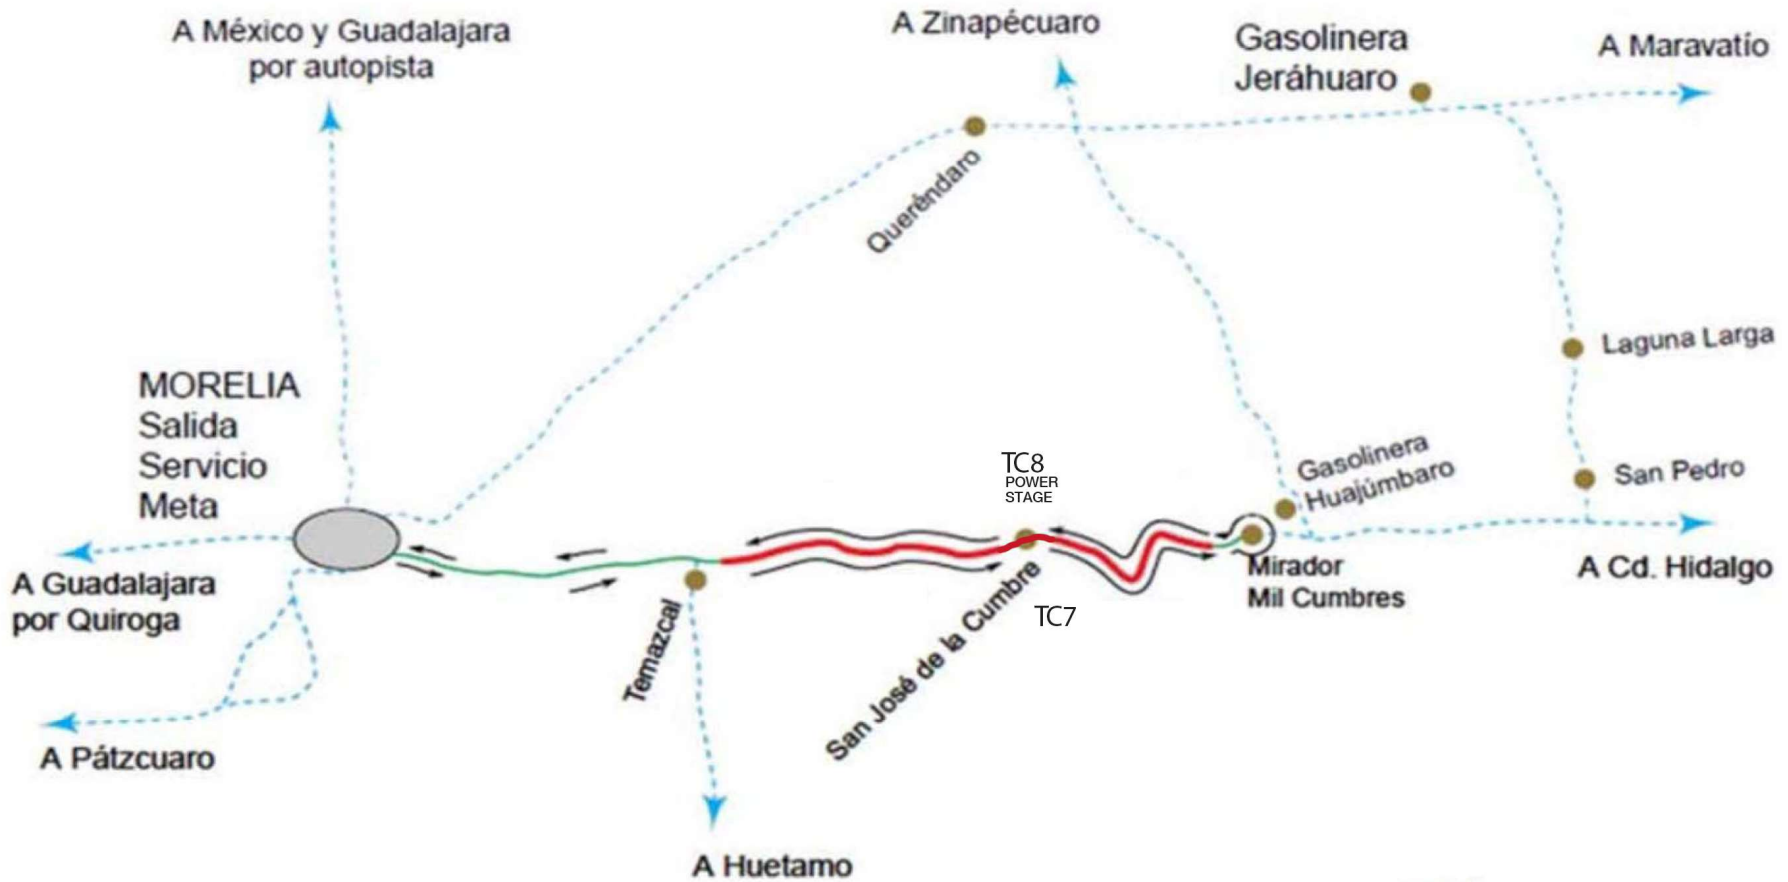 A México y Guadalajara
por autopista
A Zinapécuaro
Gasolinera
Jeráhuaro
A Maravatío
Queréndaro
Laguna Larga
MORELIA
Salida
Servicio
Meta
TC8
POWER
STAGE
Gasolinera
Huajúmbaro
San Pedro
A Guadalajara
por Quiroga
Temazcal
San José de la Cumbre
TC7
Mirador
Mil Cumbres
A Cd. Hidalgo
A Pátzcuaro
A Huetamo